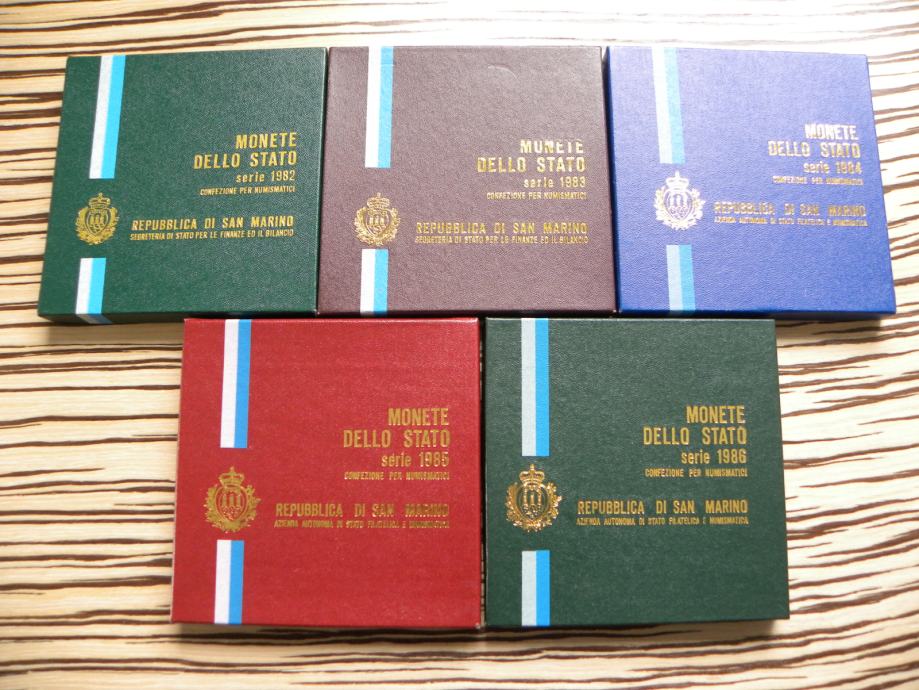 MONETE
DELLO STATO
serie 1982
CONFEZIONE PER NUMISMATICI
REPUBBLICA DI SAN MARINO
SEGRETERIA DI STATO PER LE FINANZE ED IL BILANCIO
MONETE
DELLO STATO
serie 1983
CONFEZIONE PER NUMISMATICI
REPUBBLICA DI SAN MARINO
SEGRETERIA DI STATO PER LE FINANZE ED IL BILANCIO
MONETE
DELLO STATO
serie 1984
CONFEZIONE PER NUMISMATICI
REPUBBLICA DI SAN MARINO
AZIENDA AUTONOMA DI STATO FILATELICA E NUMISMATICA
MONETE
DELLO STATO
serie 1985
CONFEZIONE PER NUMISMATICI
REPUBBLICA DI SAN MARINO
AZIENDA AUTONOMA DI STATO FILATELICA E NUMISMATICA
MONETE
DELLO STATO
serie 1986
CONFEZIONE PER NUMISMATICI
REPUBBLICA DI SAN MARINO
AZIENDA AUTONOMA DI STATO FILATELICA E NUMISMATICA